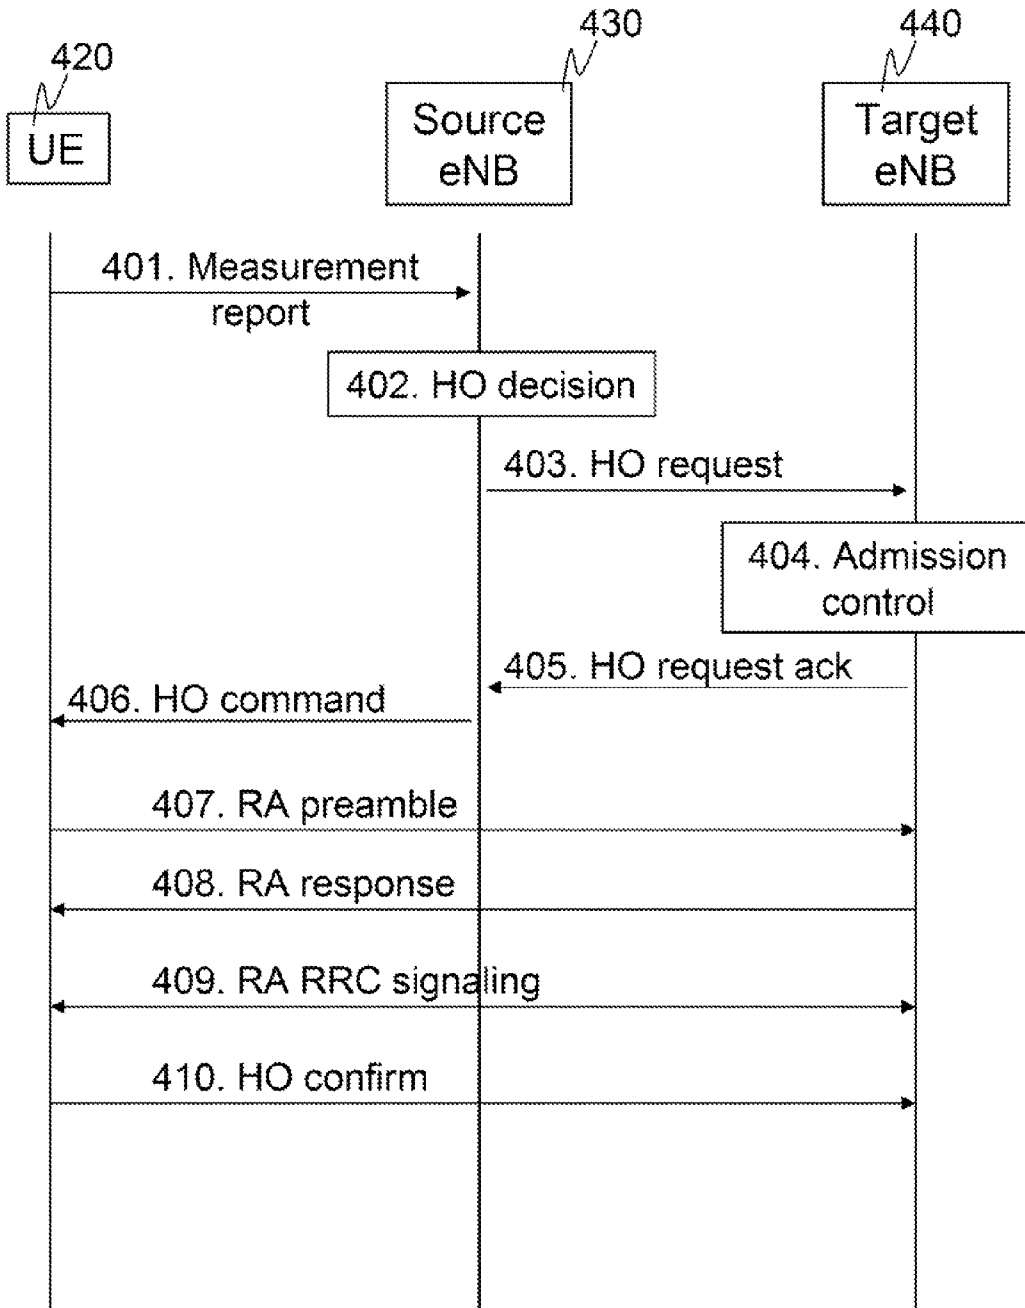 430
440
420
Source
eNB
Target
eNB
UE
401. Measurement
report
402. HO decision
403. HO request
404. Admission
control
405. HO request ack
406. HO command
407. RA preamble
408. RA response
409. RA RRC signaling
410. HO confirm